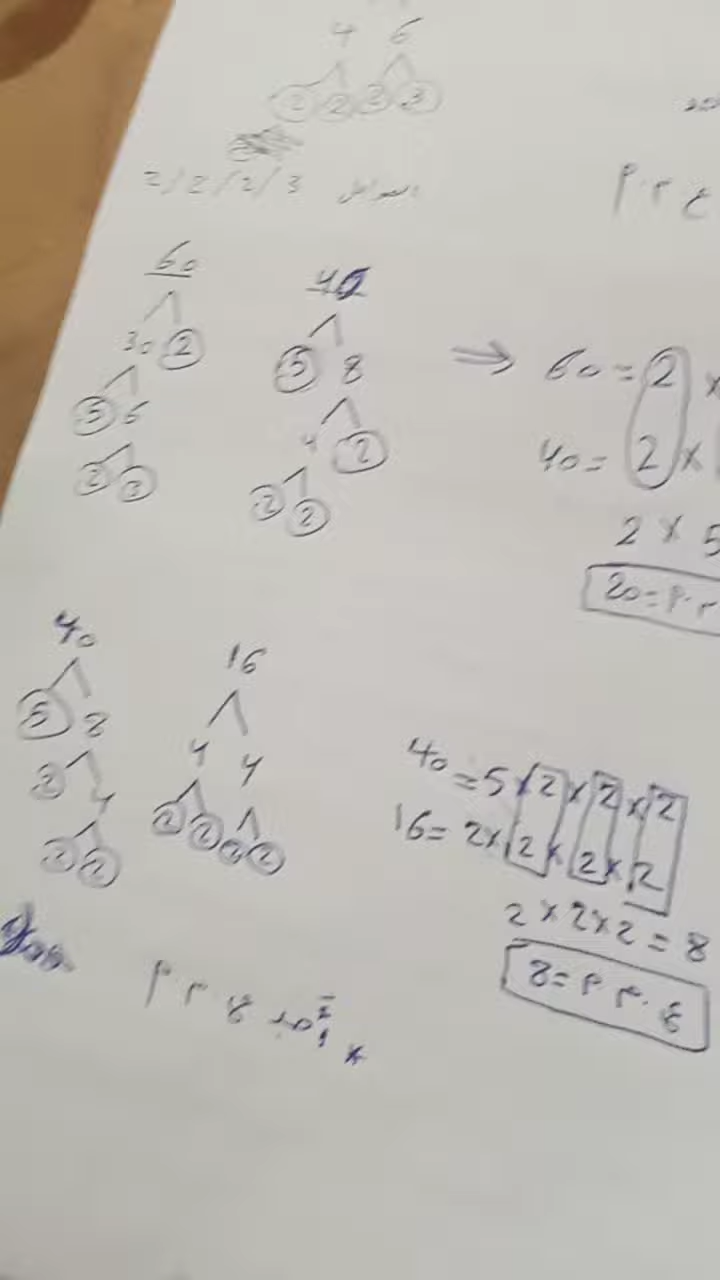 4 6
2 2 3 3
2/2/2/3 العوامل
م.م.ع
60 40
30 2 5 8
5 6 4 2
2 3 2 2
⇒ 60 = 2 ×
40 = 2 ×
2 × 5
20 = م.م
40 16
5 8 4 4
2 4 2 2 2 2
2 2
40 = 5 × 2 × 2 × 2
16 = 2 × 2 × 2 × 2
2 × 2 × 2 = 8
8 = م.م.ع
م م ع